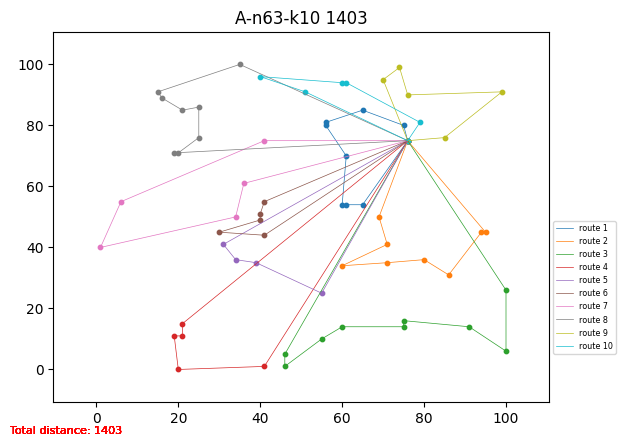 A-n63-k10 1403
100
80
60
40
20
0
0 20 40 60 80 100
route 1
route 2
route 3
route 4
route 5
route 6
route 7
route 8
route 9
route 10
Total distance: 1403